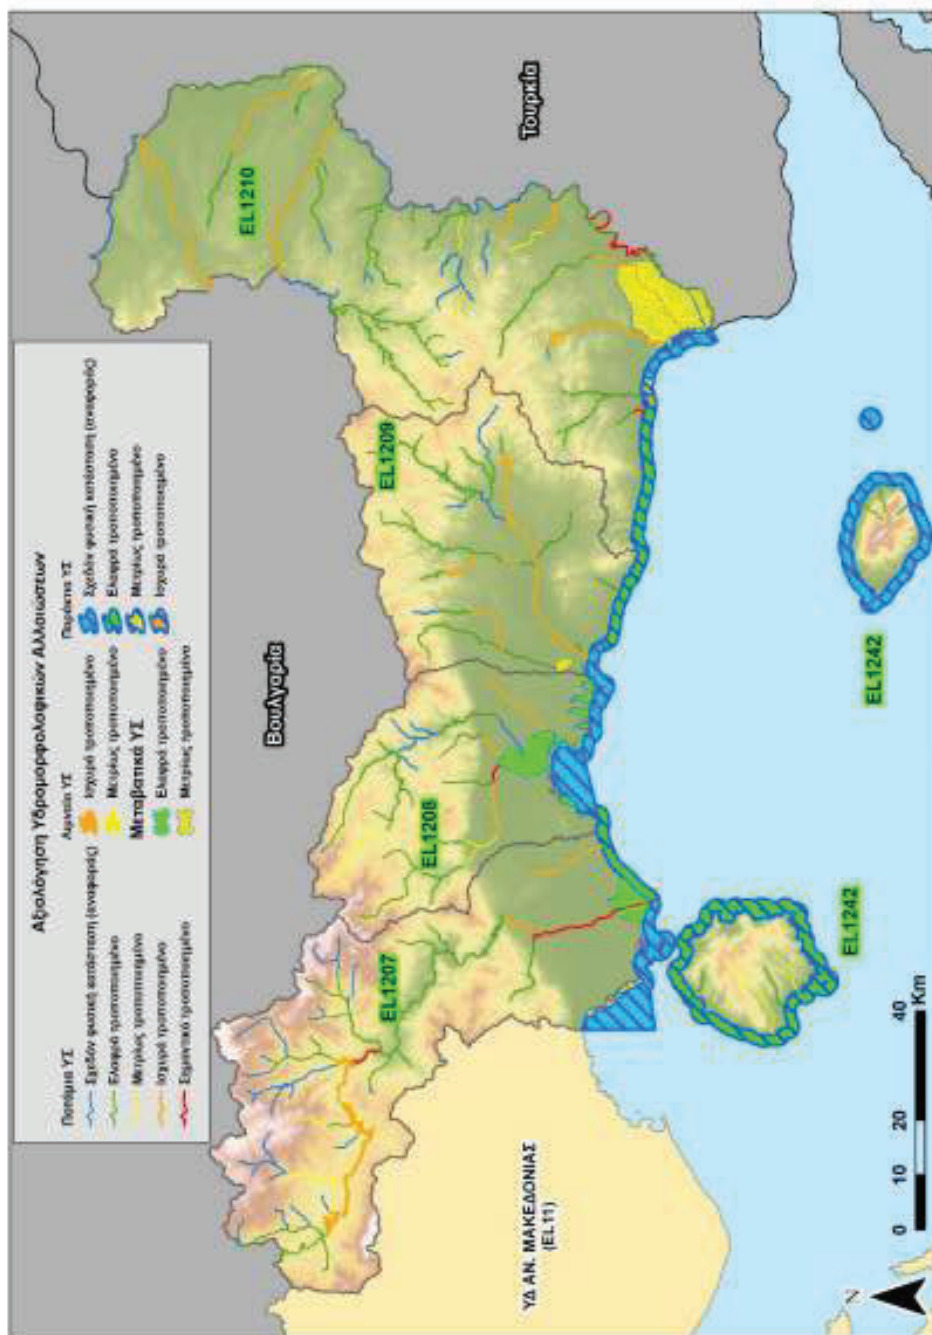 Αξιολόγηση Υδρομορφολογικών Αλλοιώσεων
Ποτάμια ΥΣ
Σχεδόν φυσική κατάσταση (αναφοράς)
Ελαφρά τροποποιημένο
Μετρίως τροποποιημένο
Ισχυρά τροποποιημένο
Σημαντικά τροποποιημένο
Λιμναία ΥΣ
Ισχυρά τροποποιημένο
Μετρίως τροποποιημένο
Μεταβατικά ΥΣ
Ελαφρά τροποποιημένο
Μετρίως τροποποιημένο
Παράκτια ΥΣ
Σχεδόν φυσική κατάσταση (αναφοράς)
Ελαφρά τροποποιημένο
Μετρίως τροποποιημένο
Ισχυρά τροποποιημένο
Βουλγαρία
Τουρκία
EL1210
EL1209
EL1208
EL1207
EL1242
EL1242
ΥΔ ΑΝ. ΜΑΚΕΔΟΝΙΑΣ
(EL11)
N
0 10 20 40
Km